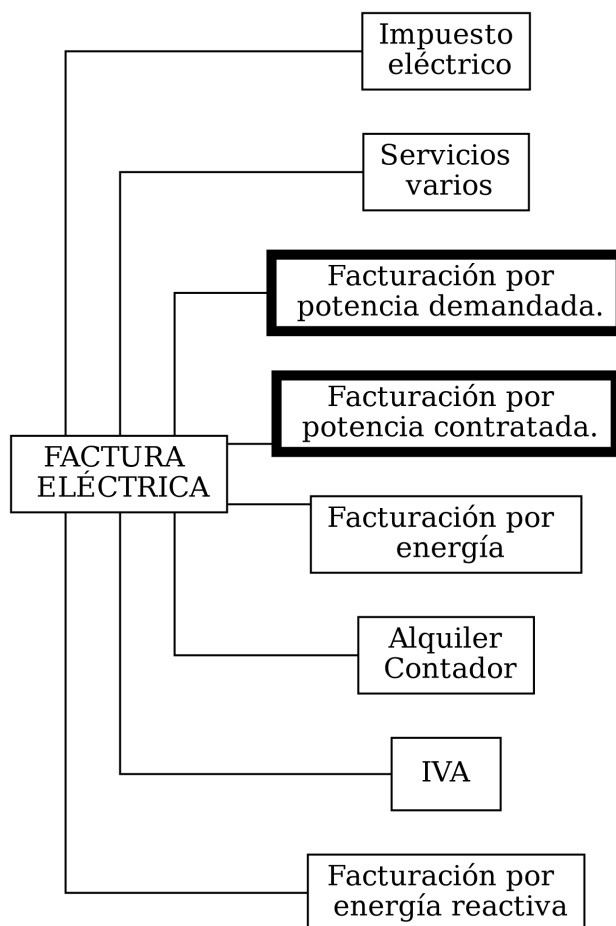 Impuesto
eléctrico
Servicios
varios
Facturación por
potencia demandada.
Facturación por
potencia contratada.
FACTURA
ELÉCTRICA
Facturación por
energía
Alquiler
Contador
IVA
Facturación por
energía reactiva